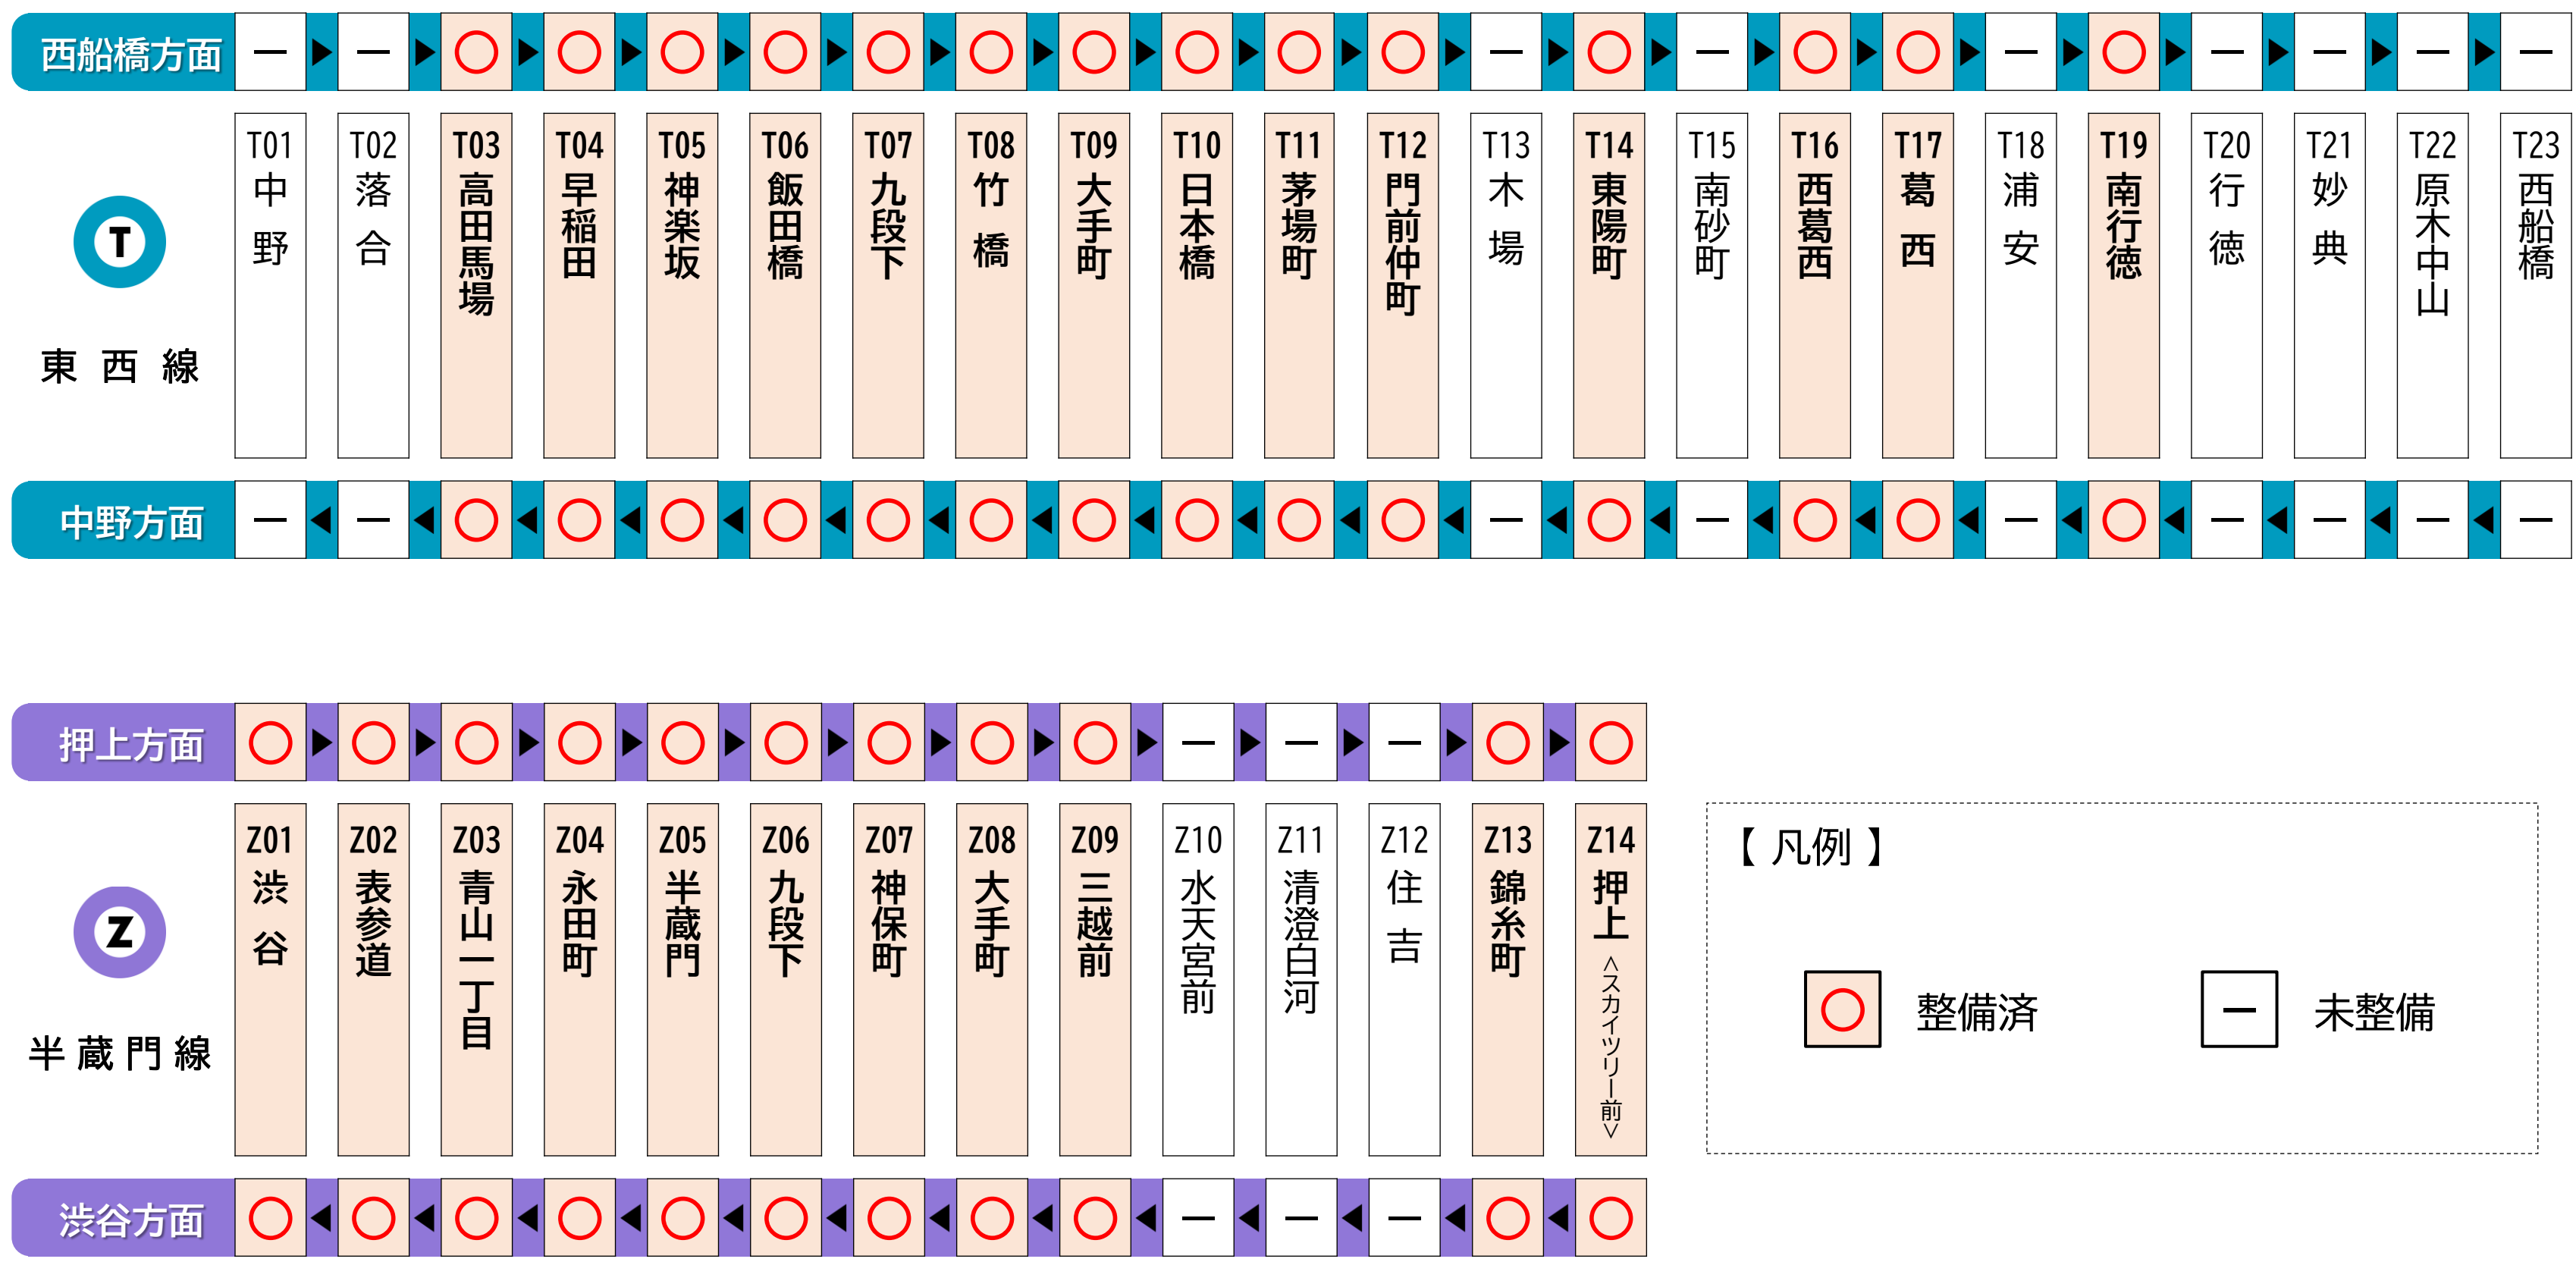 西船橋方面
T01 中野
T02 落合
T03 高田馬場
T04 早稲田
T05 神楽坂
T06 飯田橋
T07 九段下
T08 竹橋
T09 大手町
T10 日本橋
T11 茅場町
T12 門前仲町
T13 木場
T14 東陽町
T15 南砂町
T16 西葛西
T17 葛西
T18 浦安
T19 南行徳
T20 行徳
T21 妙典
T22 原木中山
T23 西船橋
T
東西線
中野方面
押上方面
Z01 渋谷
Z02 表参道
Z03 青山一丁目
Z04 永田町
Z05 半蔵門
Z06 九段下
Z07 神保町
Z08 大手町
Z09 三越前
Z10 水天宮前
Z11 清澄白河
Z12 住吉
Z13 錦糸町
Z14 押上<スカイツリー前>
Z
半蔵門線
渋谷方面
【 凡例 】
整備済
未整備